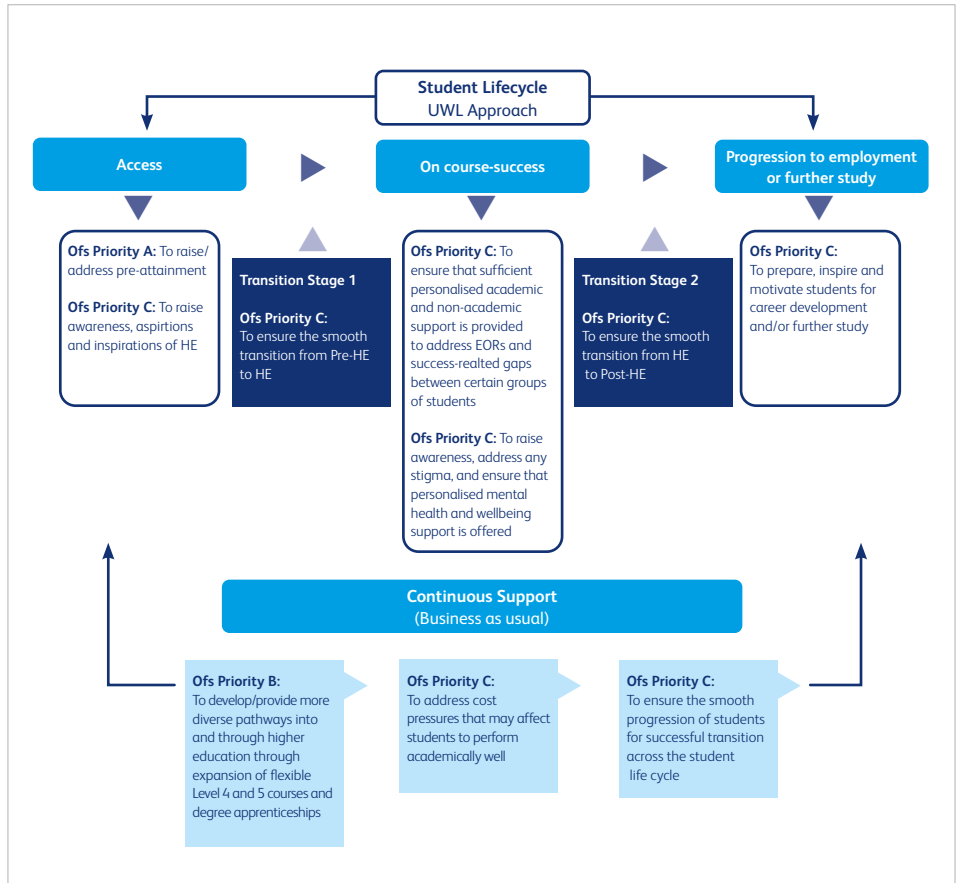 Student Lifecycle
UWL Approach
Access
On course-success
Progression to employment
or further study
Ofs Priority A: To raise/
address pre-attainment
Ofs Priority C: To raise
awareness, aspirtions
and inspirations of HE
Transition Stage 1
Ofs Priority C:
To ensure the smooth
transition from Pre-HE
to HE
Ofs Priority C: To
ensure that sufficient
personalised academic
and non-academic
support is provided
to address EORs and
success-realted gaps
between certain groups
of students
Ofs Priority C: To raise
awareness, address any
stigma, and ensure that
personalised mental
health and wellbeing
support is offered
Transition Stage 2
Ofs Priority C:
To ensure the smooth
transition from HE
to Post-HE
Ofs Priority C:
To prepare, inspire and
motivate students for
career development
and/or further study
Continuous Support
(Business as usual)
Ofs Priority B:
To develop/provide more
diverse pathways into
and through higher
education through
expansion of flexible
Level 4 and 5 courses and
degree apprenticeships
Ofs Priority C:
To address cost
pressures that may affect
students to perform
academically well
Ofs Priority C:
To ensure the smooth
progression of students
for successful transition
across the student
life cycle